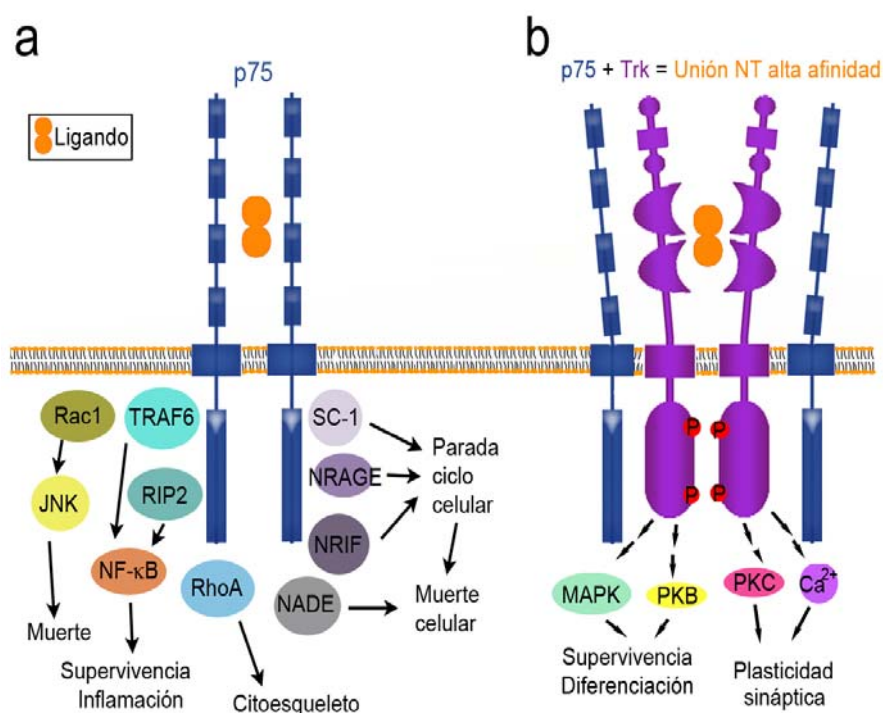 a
p75
Ligando
Rac1
TRAF6
JNK
RIP2
NF-κB
RhoA
SC-1
NRAGE
NRIF
NADE
Parada
ciclo
celular
Muerte
celular
Muerte
Supervivencia
Inflamación
Citoesqueleto
b
p75 + Trk = Unión NT alta afinidad
P P
P P
MAPK
PKB
PKC
Ca2+
Supervivencia
Diferenciación
Plasticidad
sináptica